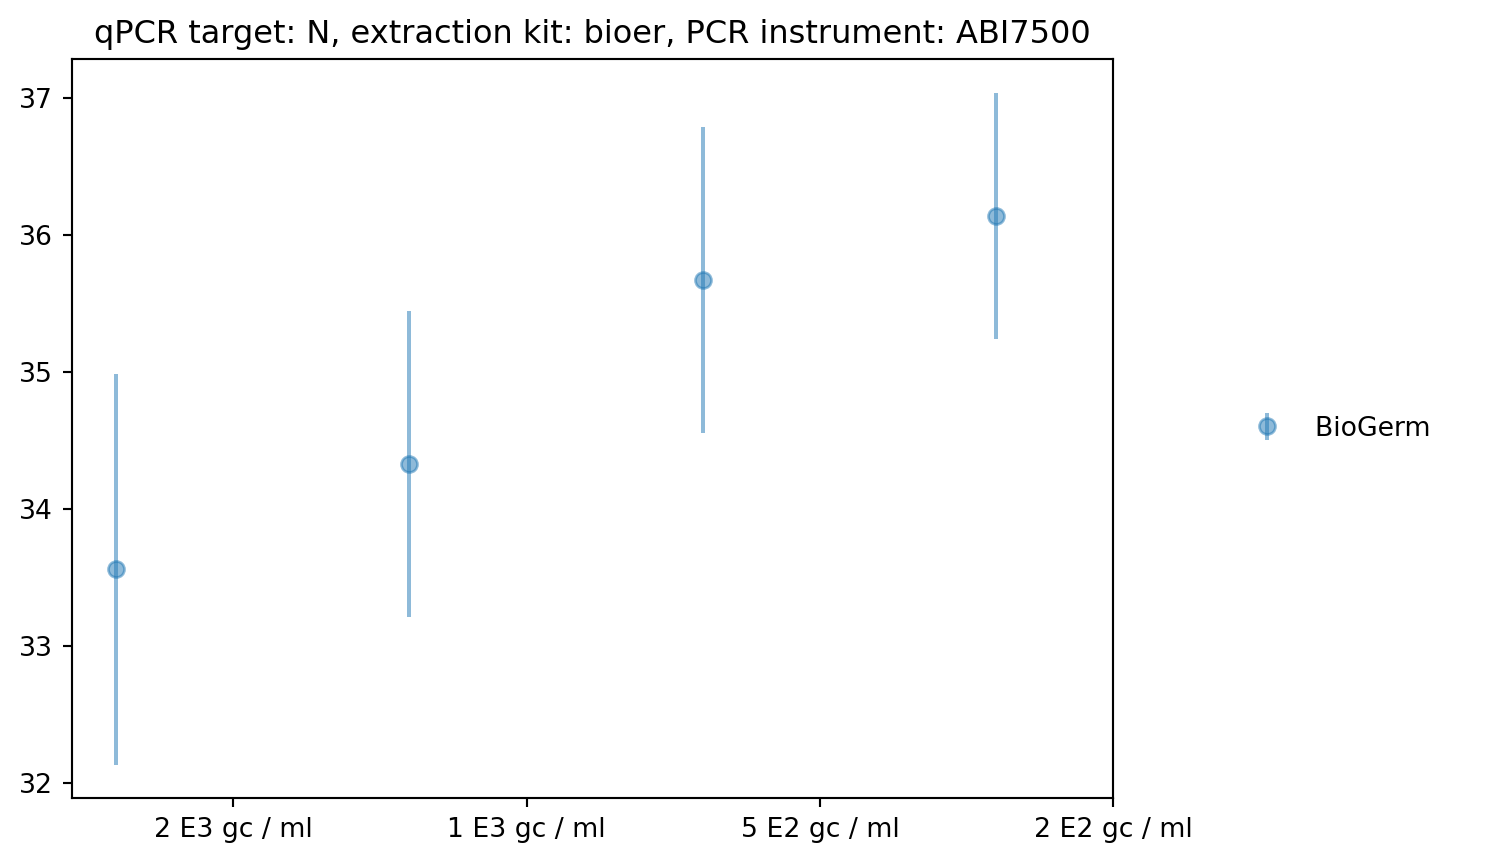 qPCR target: N, extraction kit: bioer, PCR instrument: ABI7500
37
36
35
34
33
32
2 E3 gc / ml
1 E3 gc / ml
5 E2 gc / ml
2 E2 gc / ml
BioGerm